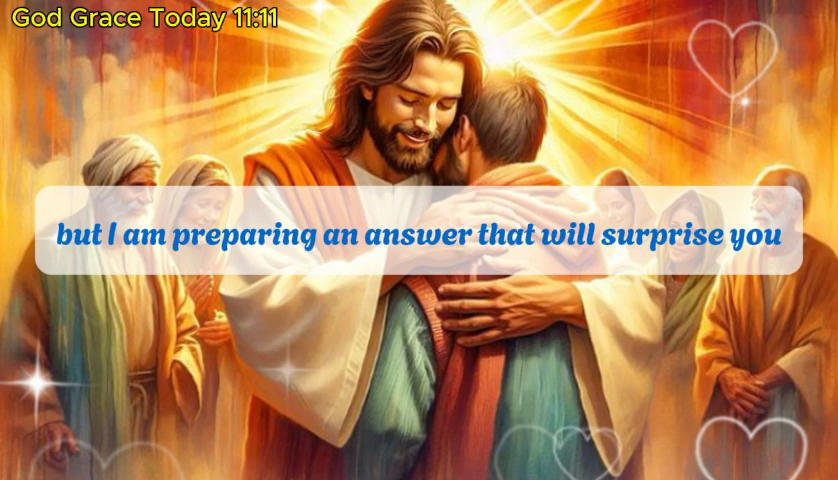 God Grace Today 11:11
but I am preparing an answer that will surprise you